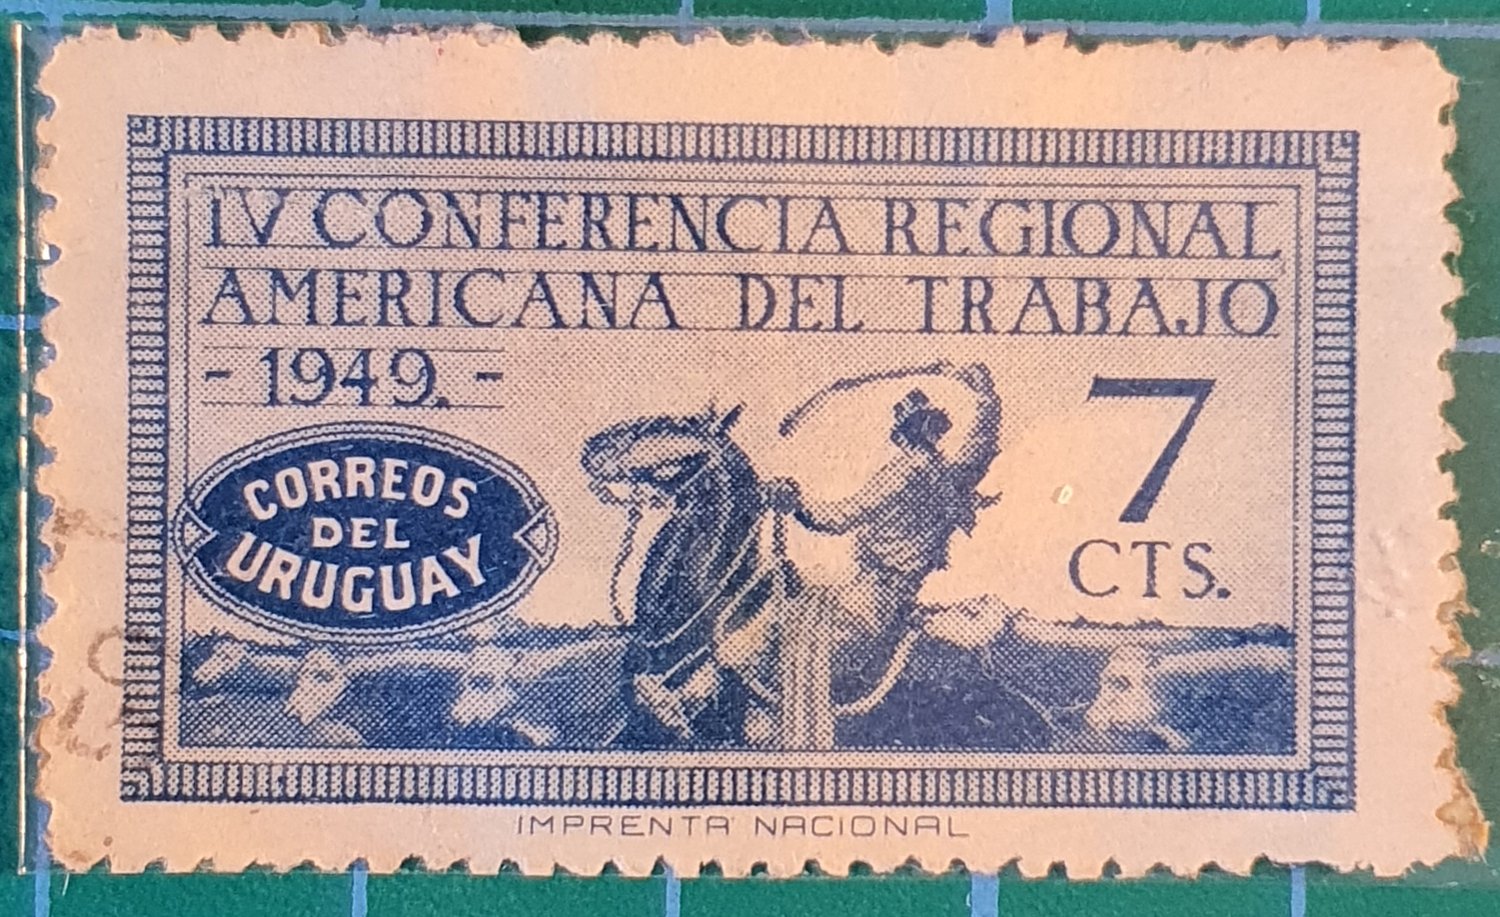 IV CONFERENCIA REGIONAL
AMERICANA DEL TRABAJO
- 1949. -
7
CTS.
CORREOS
DEL
URUGUAY
IMPRENTA NACIONAL